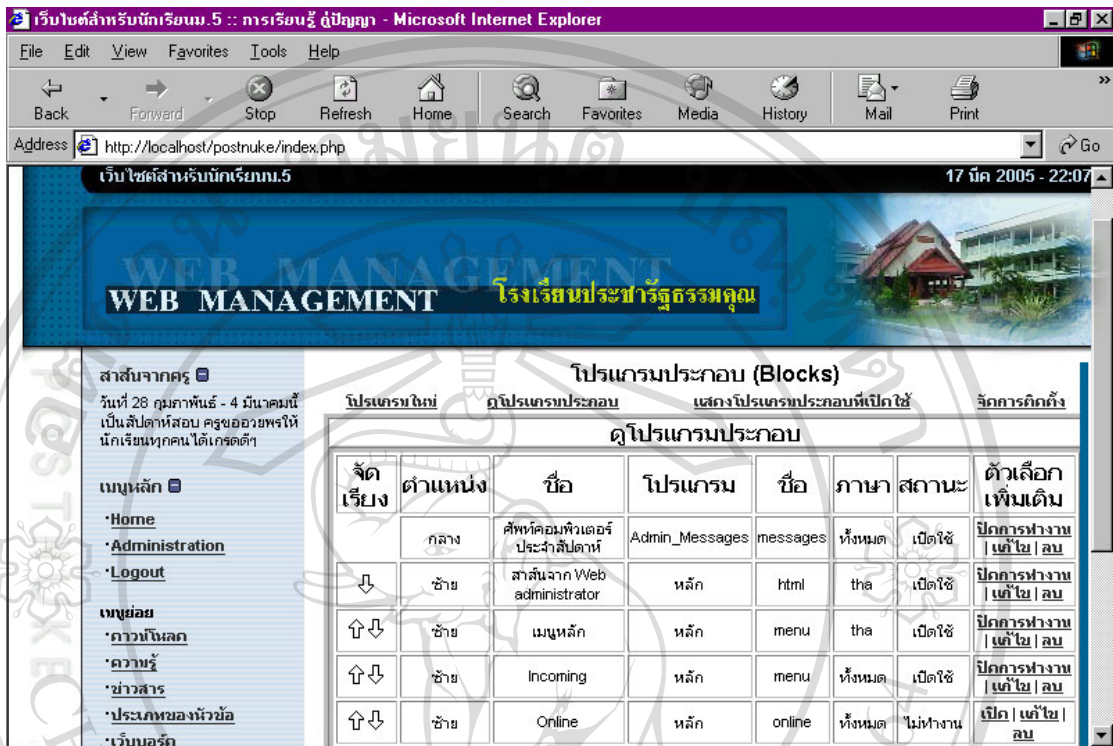 เว็บไซต์สำหรับนักเรียนม.5 :: การเรียนรู้ คู่ปัญญา - Microsoft Internet Explorer
File Edit View Favorites Tools Help
Back Forward Stop Refresh Home Search Favorites Media History Mail Print
Address http://localhost/postnuke/index.php Go
เว็บไซต์สำหรับนักเรียนม.5 17 มีค 2005 - 22:07
WEB MANAGEMENT
WEB MANAGEMENT โรงเรียนประชารัฐธรรมคุณ
สาส์นจากครู
วันที่ 28 กุมภาพันธ์ - 4 มีนาคมนี้
เป็นสัปดาห์สอบ ครูขออวยพรให้
นักเรียนทุกคนได้เกรดดีๆ
เมนูหลัก
Home
Administration
Logout
เมนูย่อย
ดาวน์โหลด
ความรู้
ข่าวสาร
ประเภทของหัวข้อ
เว็บบอร์ด
โปรแกรมประกอบ (Blocks)
โปรแกรมใหม่ ดูโปรแกรมประกอบ แสดงโปรแกรมประกอบที่เปิดใช้ จัดการติดตั้ง
ดูโปรแกรมประกอบ
จัดเรียง ตำแหน่ง ชื่อ โปรแกรม ชื่อ ภาษา สถานะ ตัวเลือกเพิ่มเติม
กลาง ศัพท์คอมพิวเตอร์ประจำสัปดาห์ Admin_Messages messages ทั้งหมด เปิดใช้ ปิดการทำงาน | แก้ไข | ลบ
ซ้าย สาส์นจาก Web administrator หลัก html tha เปิดใช้ ปิดการทำงาน | แก้ไข | ลบ
ซ้าย เมนูหลัก หลัก menu tha เปิดใช้ ปิดการทำงาน | แก้ไข | ลบ
ซ้าย Incoming หลัก menu ทั้งหมด เปิดใช้ ปิดการทำงาน | แก้ไข | ลบ
ซ้าย Online หลัก online ทั้งหมด ไม่ทำงาน เปิด | แก้ไข | ลบ